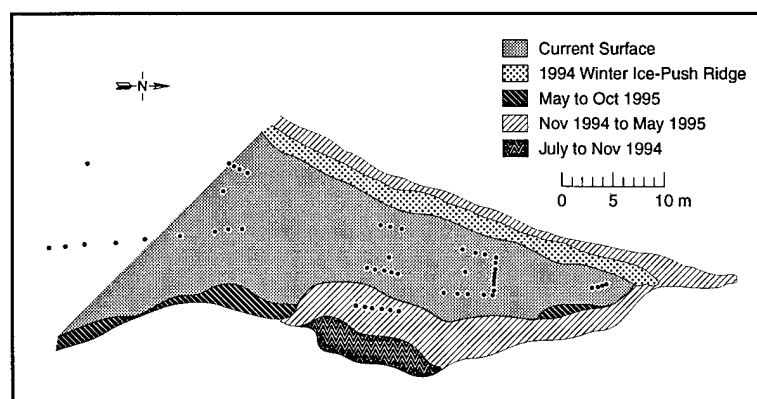 Current Surface
1994 Winter Ice-Push Ridge
May to Oct 1995
Nov 1994 to May 1995
July to Nov 1994
N
0 5 10 m